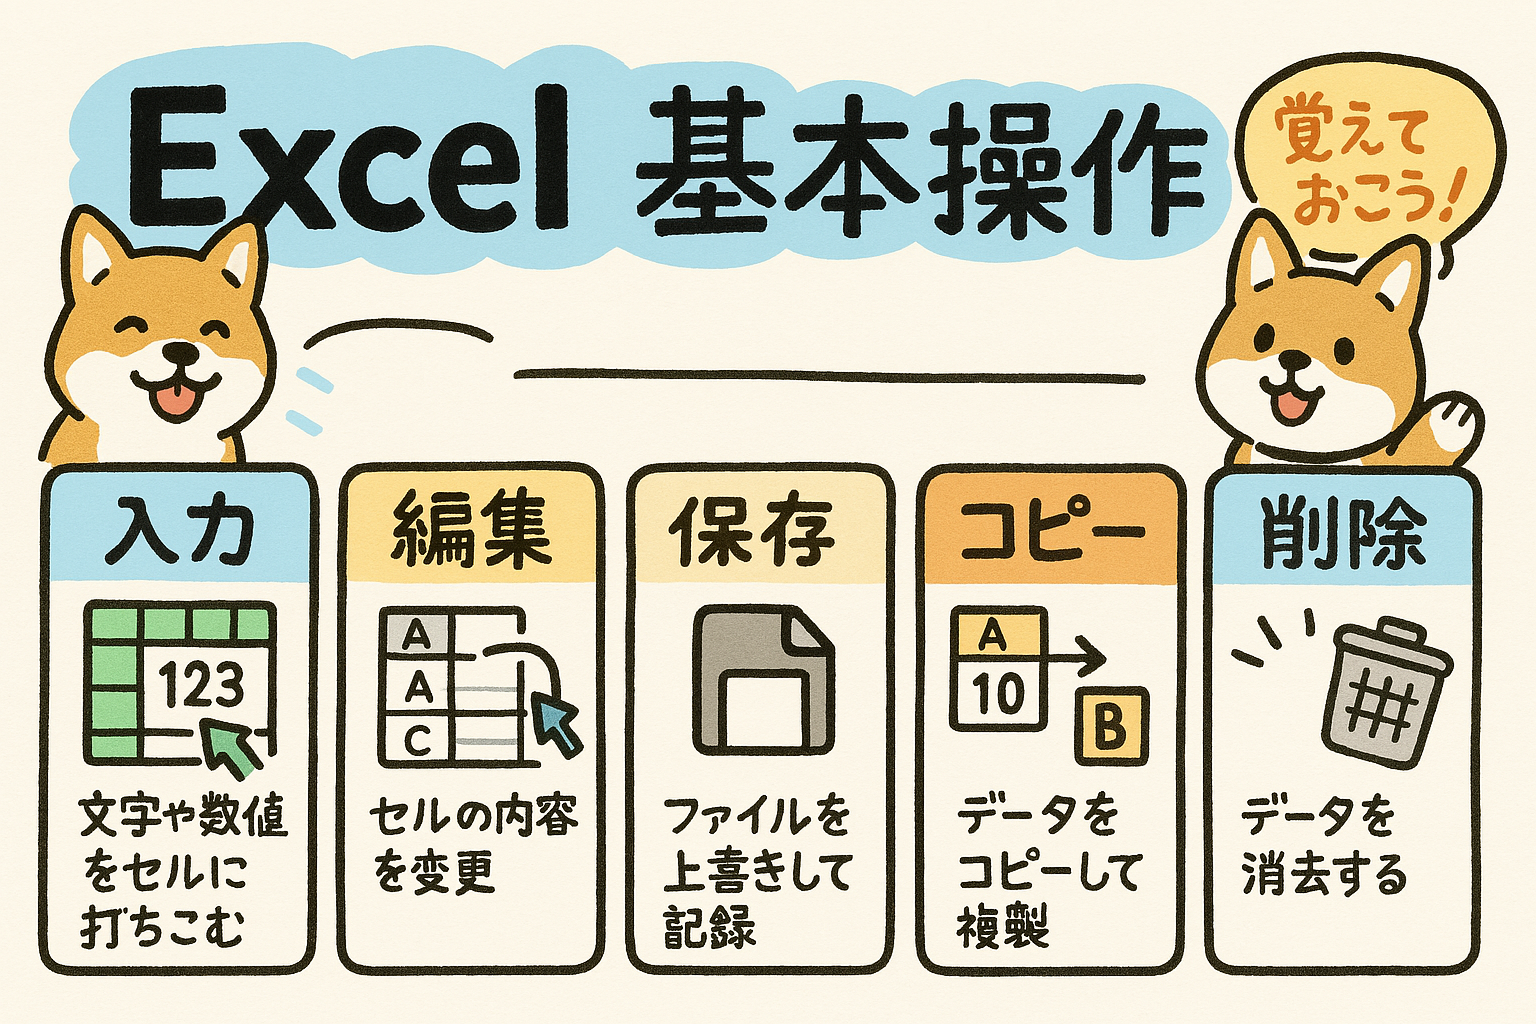 Excel 基本操作
覚えて
おこう!
入力
123
文字や数値
をセルに
打ちこむ
編集
A
A
C
セルの内容
を変更
保存
ファイルを
上書きして
記録
コピー
A
10
B
データを
コピーして
複製
削除
データを
消去する